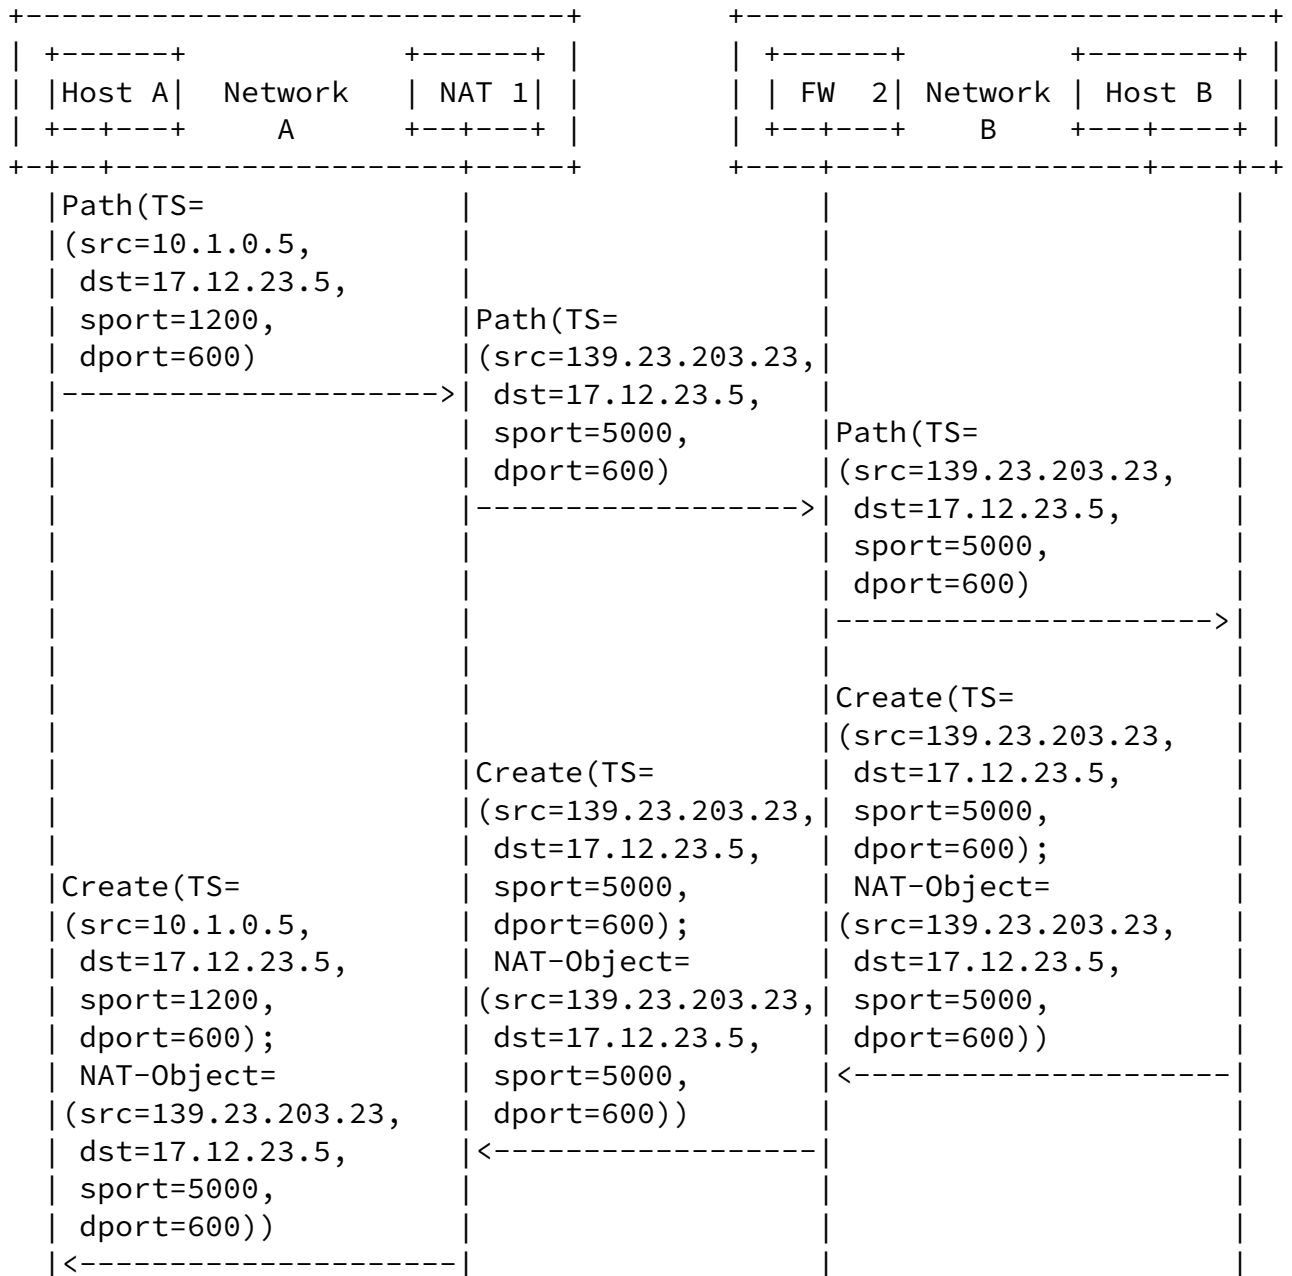 +--------------------------+        +-----------------------------+
| +------+            +------+ |        | +------+         +--------+ |
| |Host A|  Network   | NAT 1| |        | | FW  2| Network | Host B | |
| +--+---+     A      +--+---+ |        | +--+---+    B    +---+----+ |
+-+--+-------------------+-----+        +----+-----------------+----+-+
|Path(TS=              |                   |                      |
|(src=10.1.0.5,        |                   |                      |
| dst=17.12.23.5,      |                   |                      |
| sport=1200,          |Path(TS=           |                      |
| dport=600)           |(src=139.23.203.23,|                      |
|--------------------->| dst=17.12.23.5,   |                      |
|                      | sport=5000,       |Path(TS=              |
|                      | dport=600)        |(src=139.23.203.23,   |
|                      |------------------>| dst=17.12.23.5,      |
|                      |                   | sport=5000,          |
|                      |                   | dport=600)           |
|                      |                   |--------------------->|
|                      |                   |                      |
|                      |                   |Create(TS=            |
|                      |                   |(src=139.23.203.23,   |
|                      |Create(TS=         | dst=17.12.23.5,      |
|                      |(src=139.23.203.23,| sport=5000,          |
|                      | dst=17.12.23.5,   | dport=600);          |
|Create(TS=            | sport=5000,       | NAT-Object=          |
|(src=10.1.0.5,        | dport=600);       |(src=139.23.203.23,   |
| dst=17.12.23.5,      | NAT-Object=       | dst=17.12.23.5,      |
| sport=1200,          |(src=139.23.203.23,| sport=5000,          |
| dport=600);          | dst=17.12.23.5,   | dport=600))          |
| NAT-Object=          | sport=5000,       |<---------------------|
|(src=139.23.203.23,   | dport=600))       |                      |
| dst=17.12.23.5,      |<------------------|                      |
| sport=5000,          |                   |                      |
| dport=600))          |                   |                      |
|<---------------------|                   |                      |